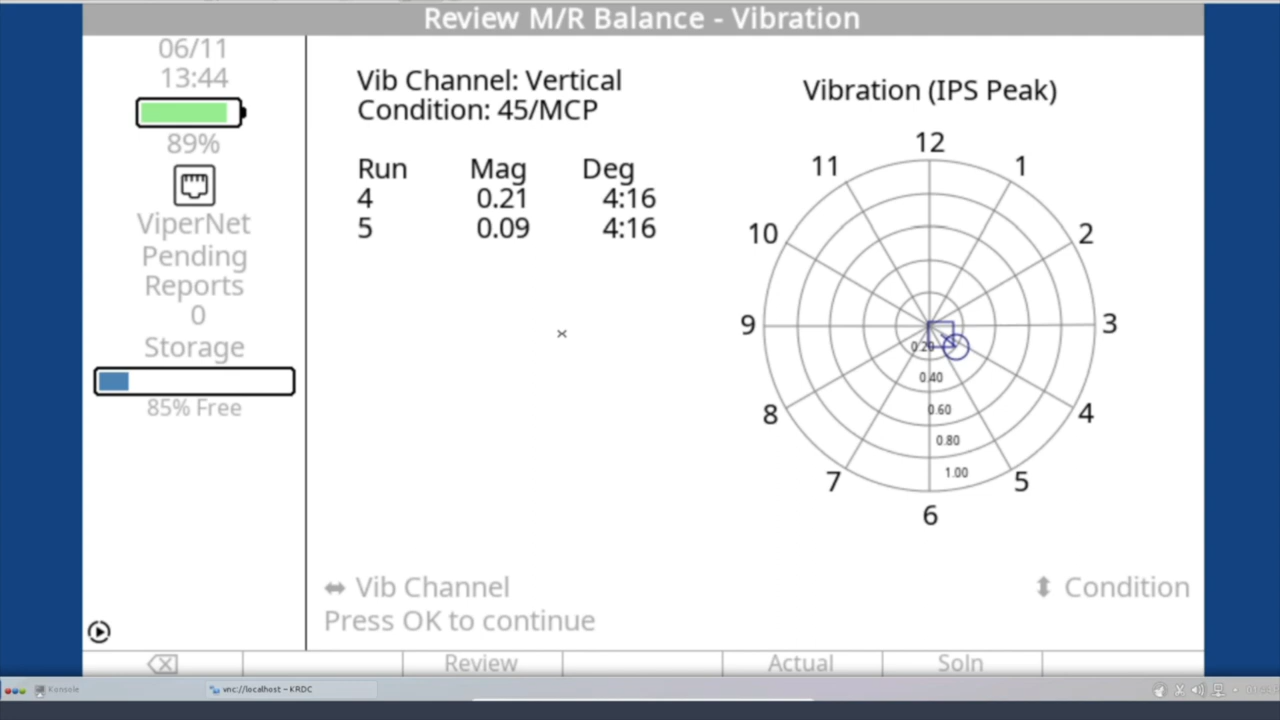 Review M/R Balance - Vibration
06/11
13:44
89%
ViperNet
Pending
Reports
0
Storage
85% Free
Vib Channel: Vertical
Condition: 45/MCP
Run Mag Deg
4 0.21 4:16
5 0.09 4:16
Vibration (IPS Peak)
12
11 1
10 2
9 3
8 4
7 5
6
0.20
0.40
0.60
0.80
1.00
Vib Channel
Condition
Press OK to continue
Review Actual Soln
Konsole
vnc://localhost – KRDC